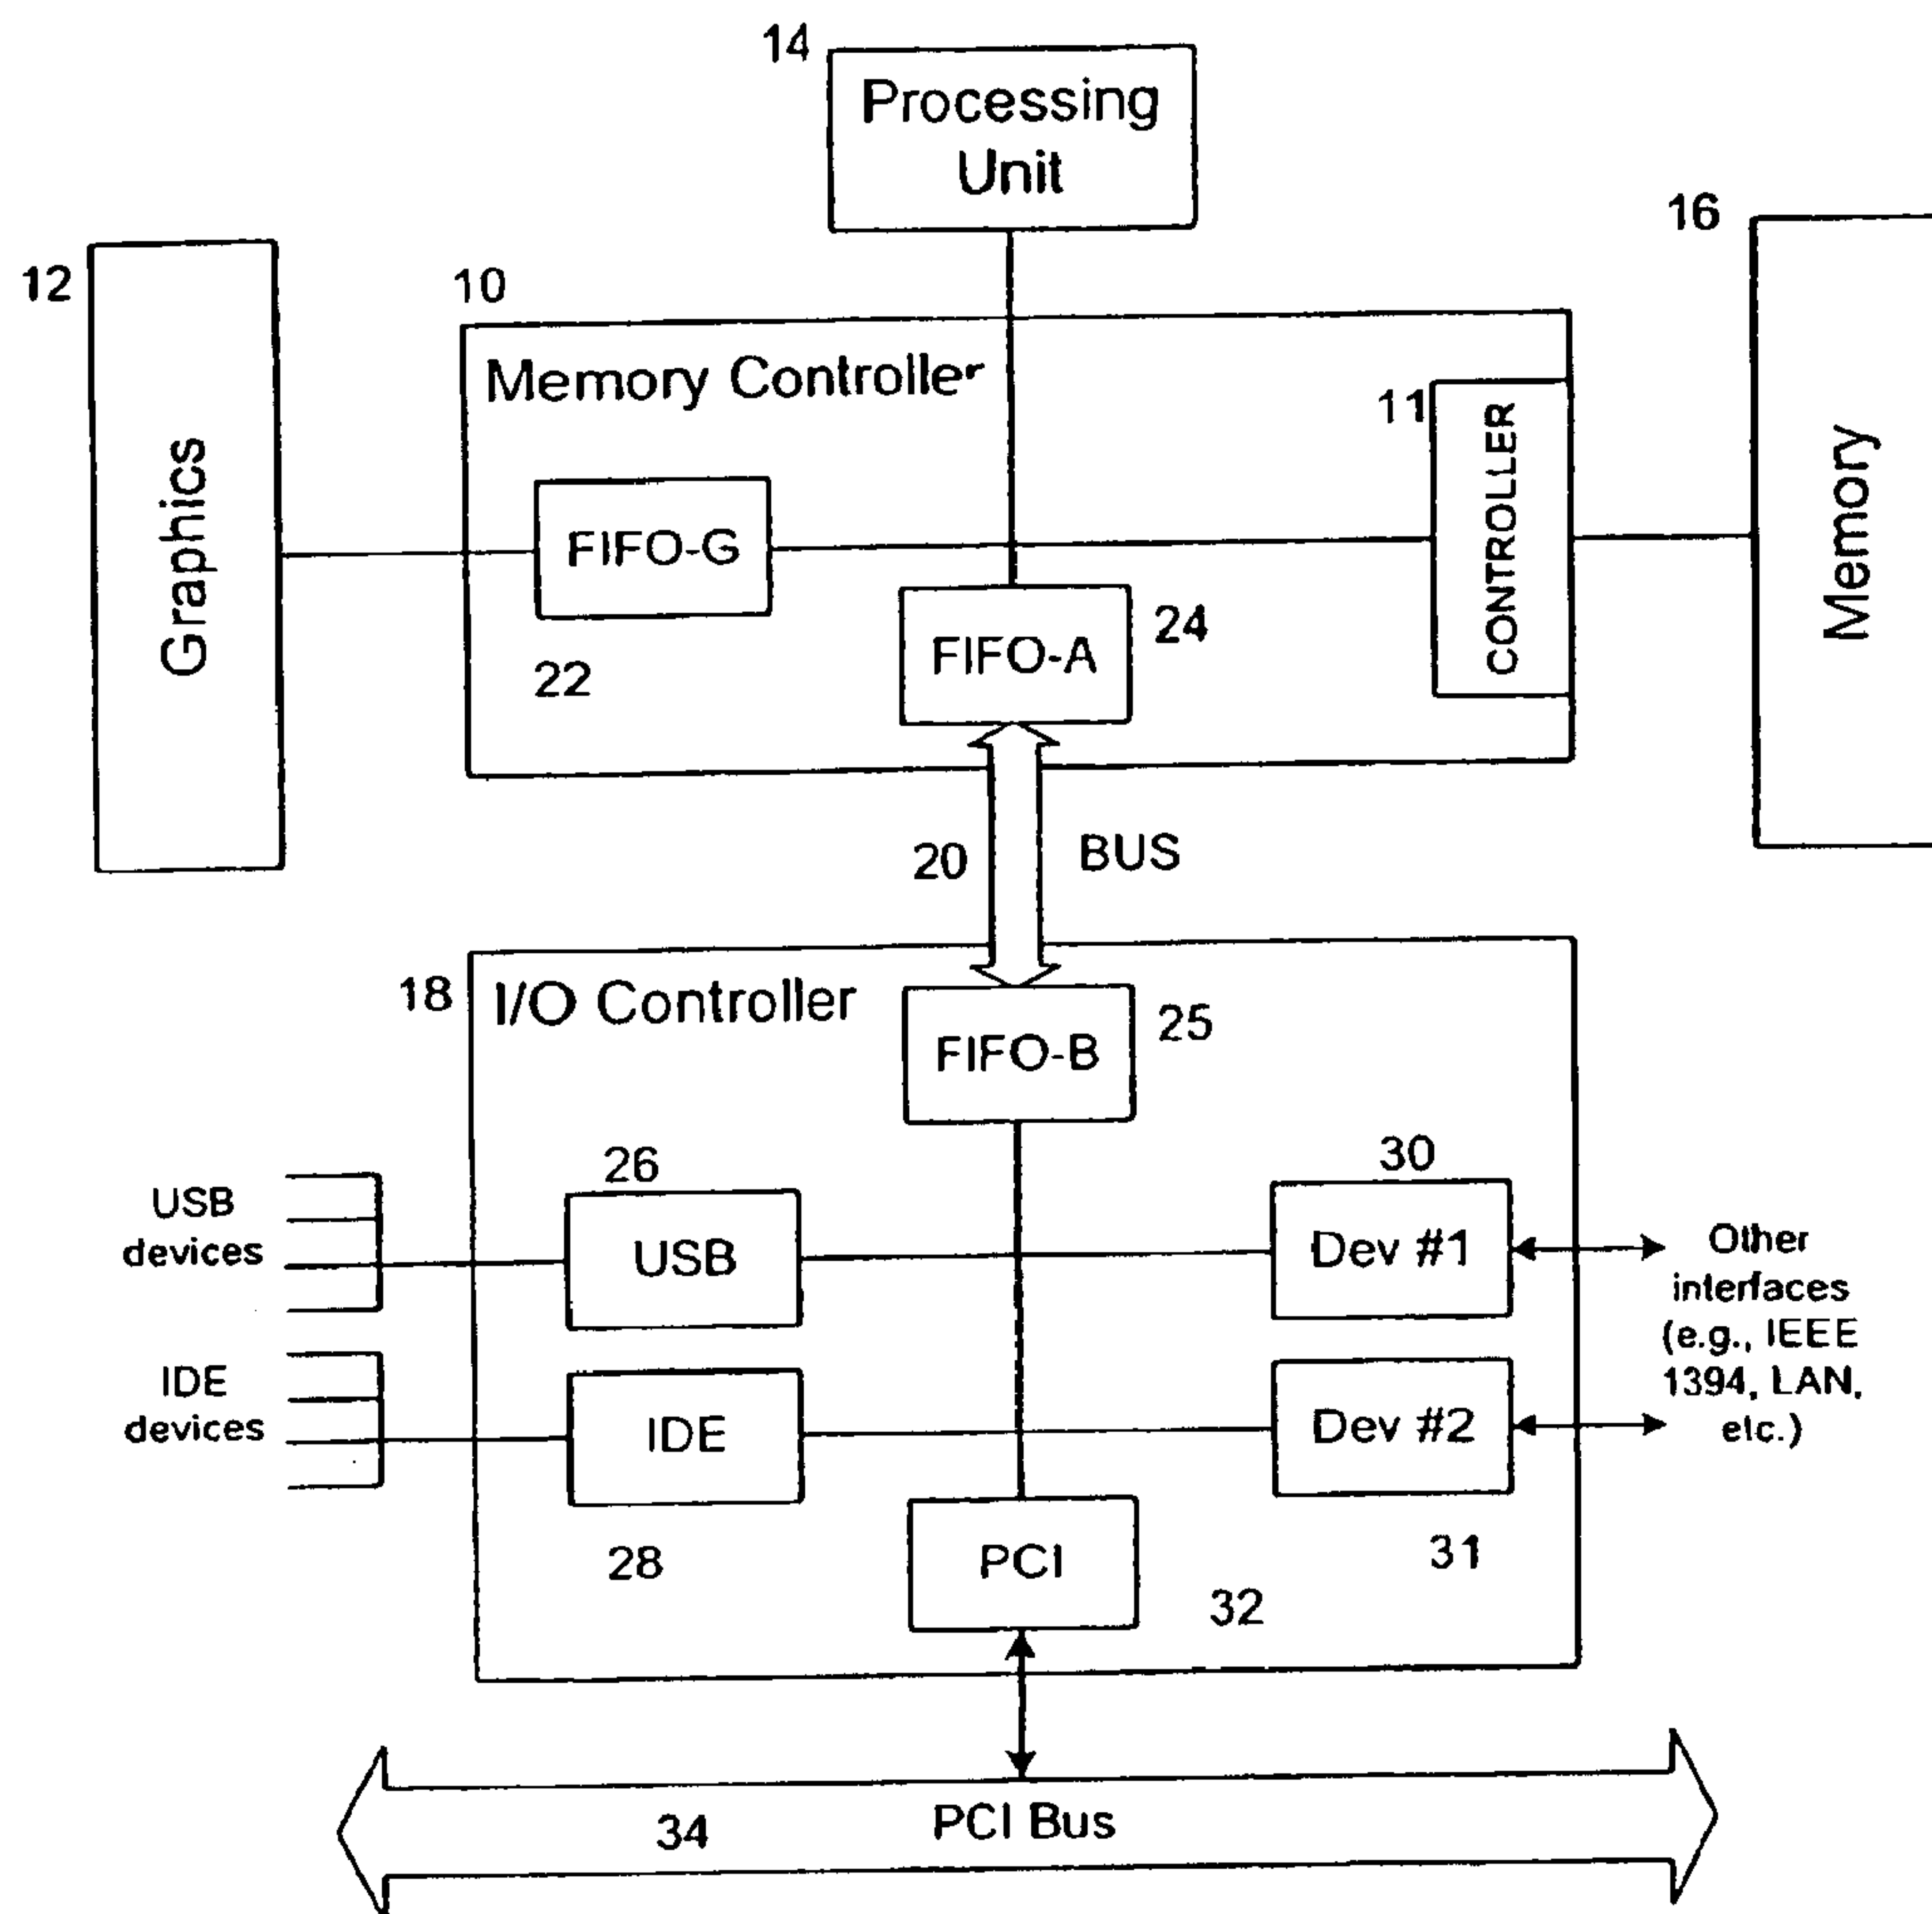 14
Processing
Unit
16
12
10
Memory Controller
11
CONTROLLER
Graphics
FIFO-G
Memory
22
FIFO-A
24
20
BUS
18
I/O Controller
FIFO-B
25
26
30
USB
devices
USB
Dev #1
Other
interfaces
(e.g., IEEE
1394, LAN,
etc.)
IDE
devices
IDE
Dev #2
28
PCI
31
32
34
PCI Bus